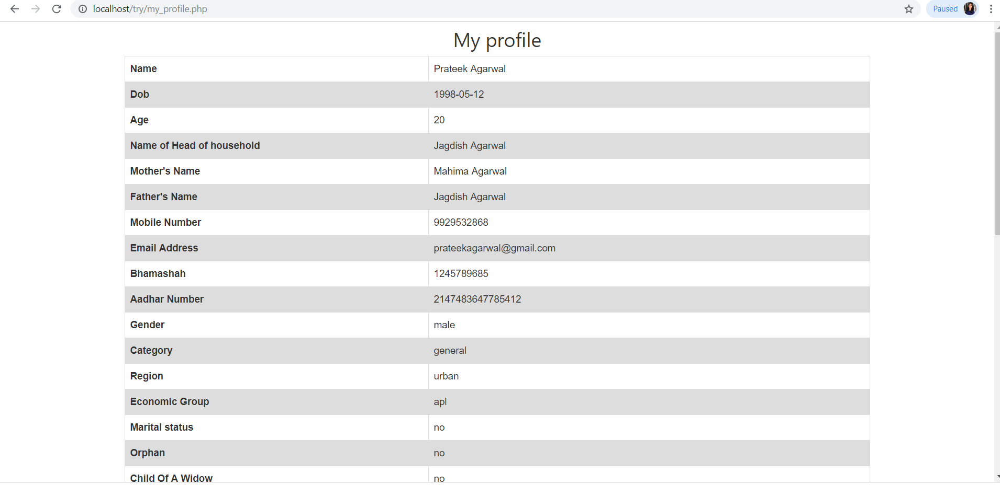 localhost/try/my_profile.php Paused
My profile
Name Prateek Agarwal
Dob 1998-05-12
Age 20
Name of Head of household Jagdish Agarwal
Mother's Name Mahima Agarwal
Father's Name Jagdish Agarwal
Mobile Number 9929532868
Email Address prateekagarwal@gmail.com
Bhamashah 1245789685
Aadhar Number 2147483647785412
Gender male
Category general
Region urban
Economic Group apl
Marital status no
Orphan no
Child Of A Widow no